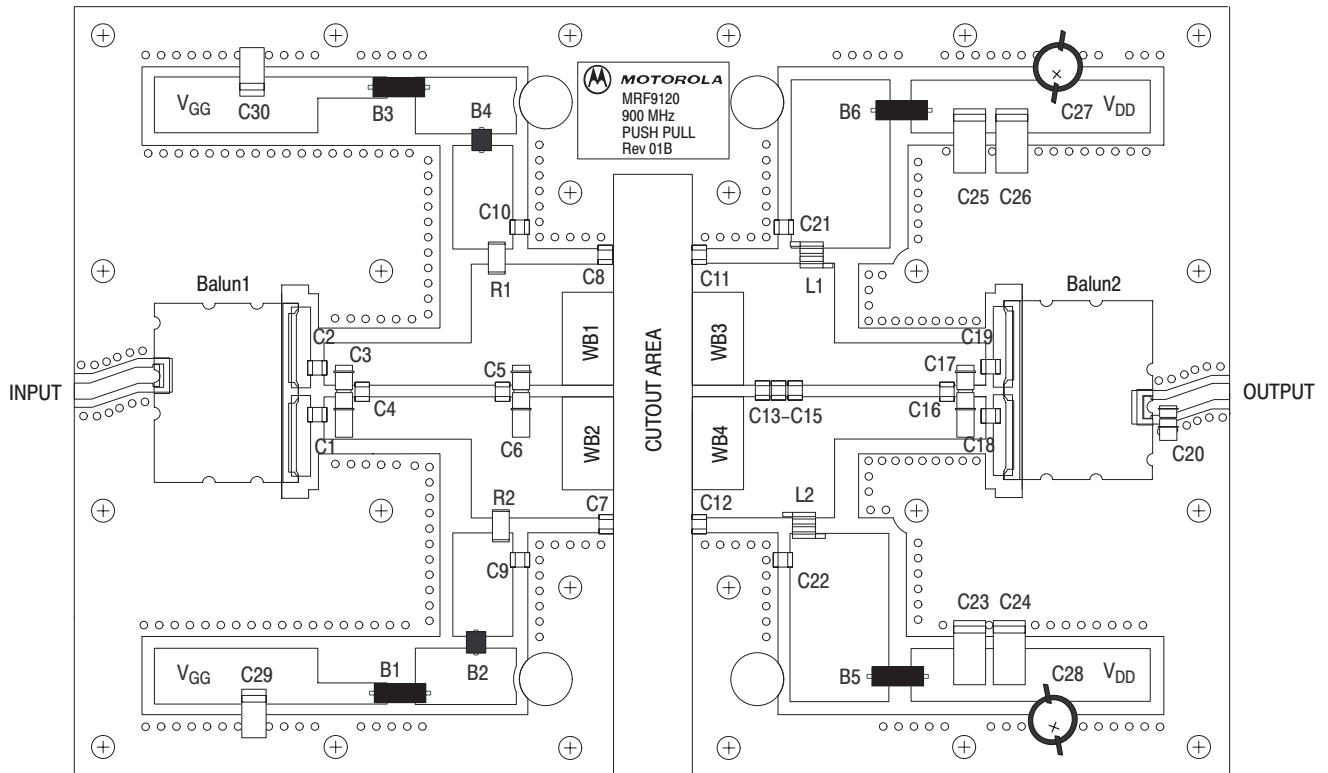 MOTOROLA
MRF9120
900 MHz
PUSH PULL
Rev 01B
VGG
C30
B3
B4
B6
C27
VDD
C25
C26
C10
C21
R1
C8
C11
L1
Balun1
Balun2
C2
C3
C5
WB1
WB3
C17
C19
INPUT
C4
C13–C15
C16
OUTPUT
CUTOUT AREA
C1
C6
WB2
WB4
C18
C20
R2
C7
C12
L2
C9
C22
C23
C24
VGG
C29
B1
B2
B5
C28
VDD